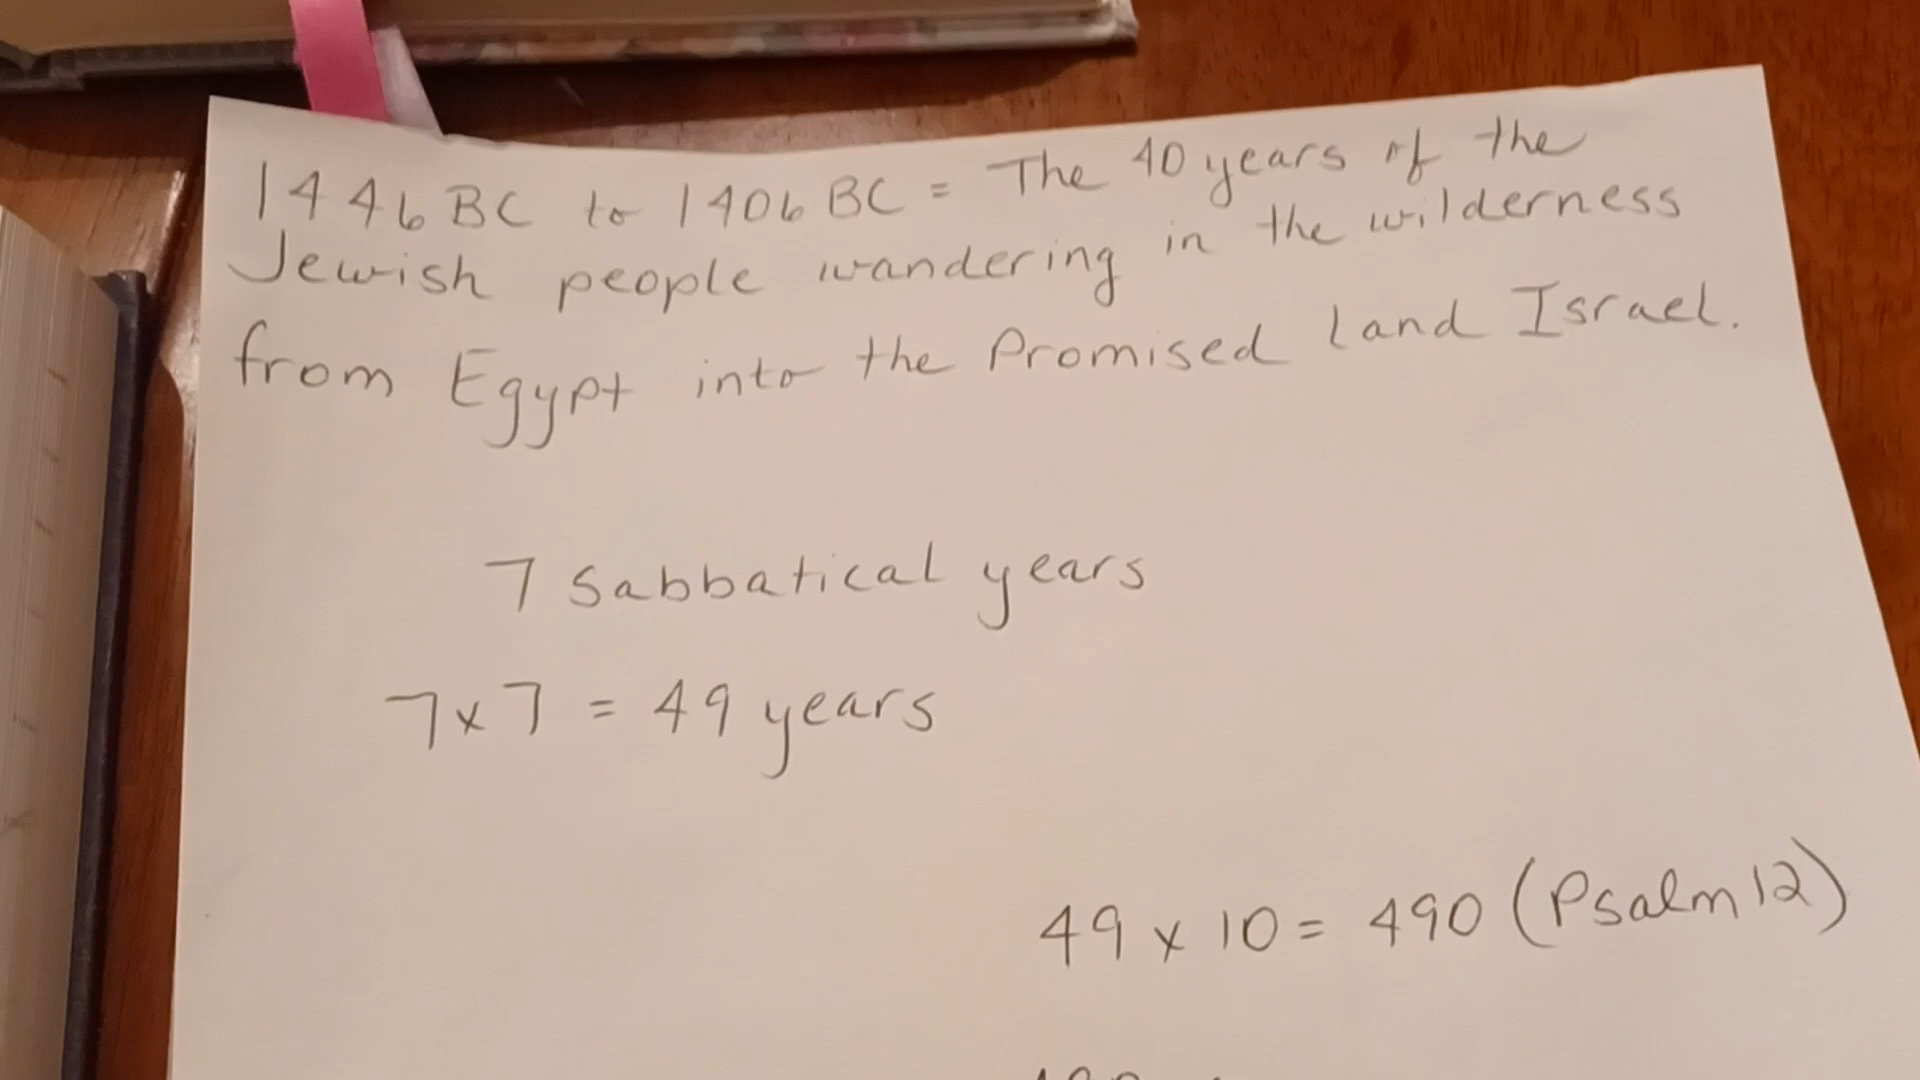 1446 BC to 1406 BC = The 40 years of the
Jewish people wandering in the wilderness
from Egypt into the Promised Land Israel.
7 Sabbatical years
7x7 = 49 years
49 x 10 = 490 (Psalm 12)